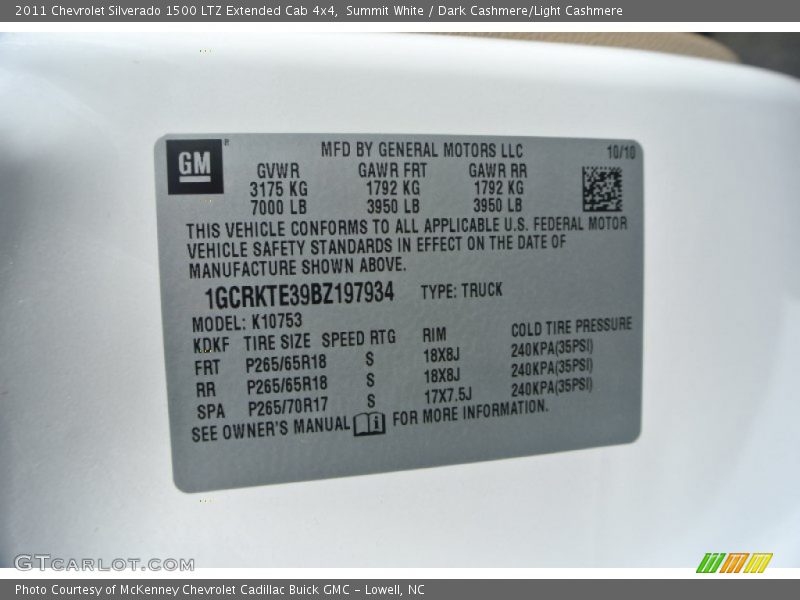 2011 Chevrolet Silverado 1500 LTZ Extended Cab 4x4,  Summit White / Dark Cashmere/Light Cashmere
GM®
MFD BY GENERAL MOTORS LLC 10/10
GVWR GAWR FRT GAWR RR
3175 KG 1792 KG 1792 KG
7000 LB 3950 LB 3950 LB
THIS VEHICLE CONFORMS TO ALL APPLICABLE U.S. FEDERAL MOTOR
VEHICLE SAFETY STANDARDS IN EFFECT ON THE DATE OF
MANUFACTURE SHOWN ABOVE.
1GCRKTE39BZ197934 TYPE: TRUCK
MODEL: K10753
KDKF TIRE SIZE SPEED RTG RIM COLD TIRE PRESSURE
FRT P265/65R18 S 18X8J 240KPA(35PSI)
RR P265/65R18 S 18X8J 240KPA(35PSI)
SPA P265/70R17 S 17X7.5J 240KPA(35PSI)
SEE OWNER'S MANUAL i FOR MORE INFORMATION.
GTCARLOT.COM
Photo Courtesy of McKenney Chevrolet Cadillac Buick GMC – Lowell, NC